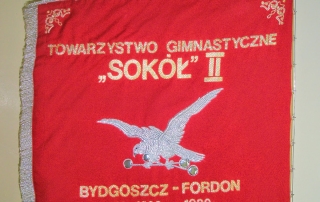 TOWARZYSTWO GIMNASTYCZNE
„SOKÓŁ” II
BYDGOSZCZ - FORDON